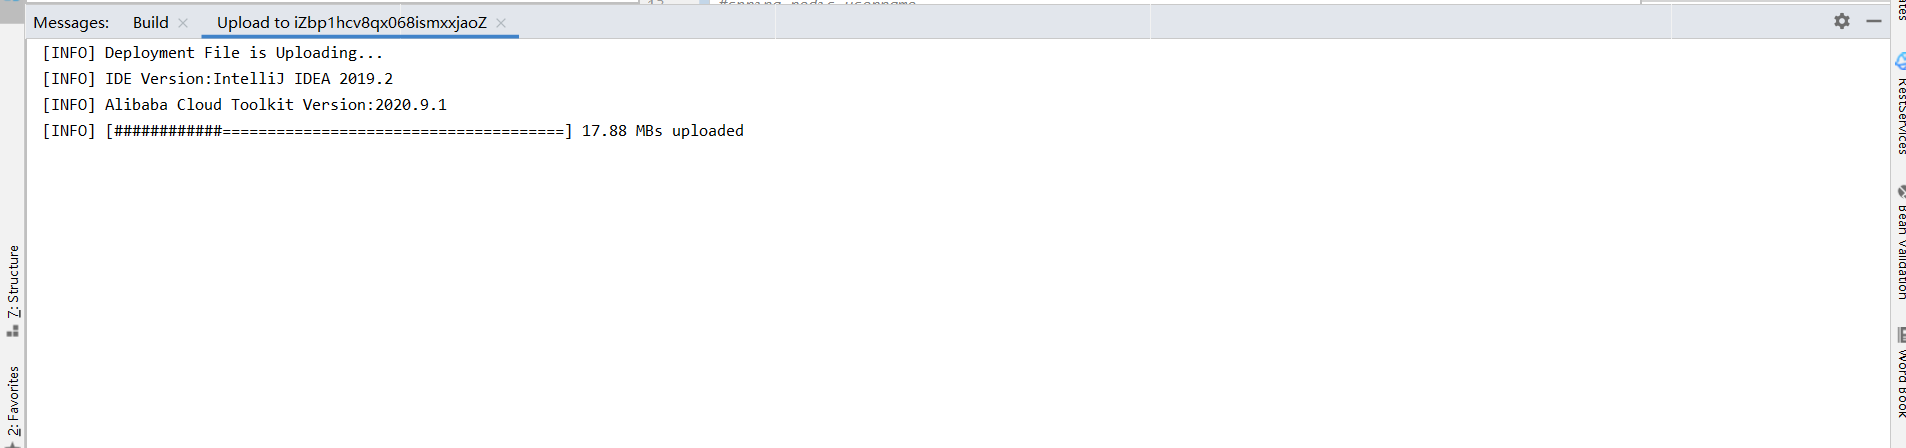 Messages: Build Upload to iZbp1hcv8qx068ismxxjaoZ
[INFO] Deployment File is Uploading...
[INFO] IDE Version:IntelliJ IDEA 2019.2
[INFO] Alibaba Cloud Toolkit Version:2020.9.1
[INFO] [############======================================] 17.88 MBs uploaded
7: Structure
2: Favorites
RestServices
Bean Validation
Word Book